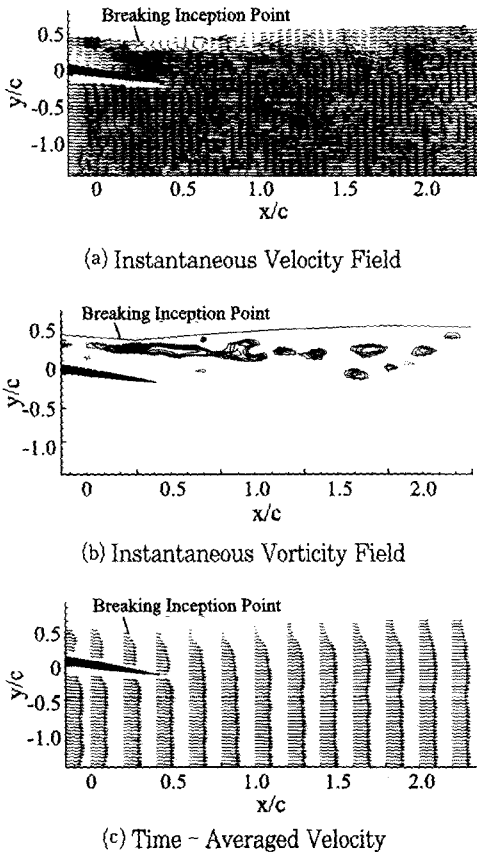 Breaking Inception Point
0.5
0
-0.5
-1.0
y/c
0 0.5 1.0 1.5 2.0
x/c
(a) Instantaneous Velocity Field
Breaking Inception Point
0.5
0
-0.5
-1.0
y/c
0 0.5 1.0 1.5 2.0
x/c
(b) Instantaneous Vorticity Field
Breaking Inception Point
0.5
0
-0.5
-1.0
y/c
0 0.5 1.0 1.5 2.0
x/c
(c) Time - Averaged Velocity